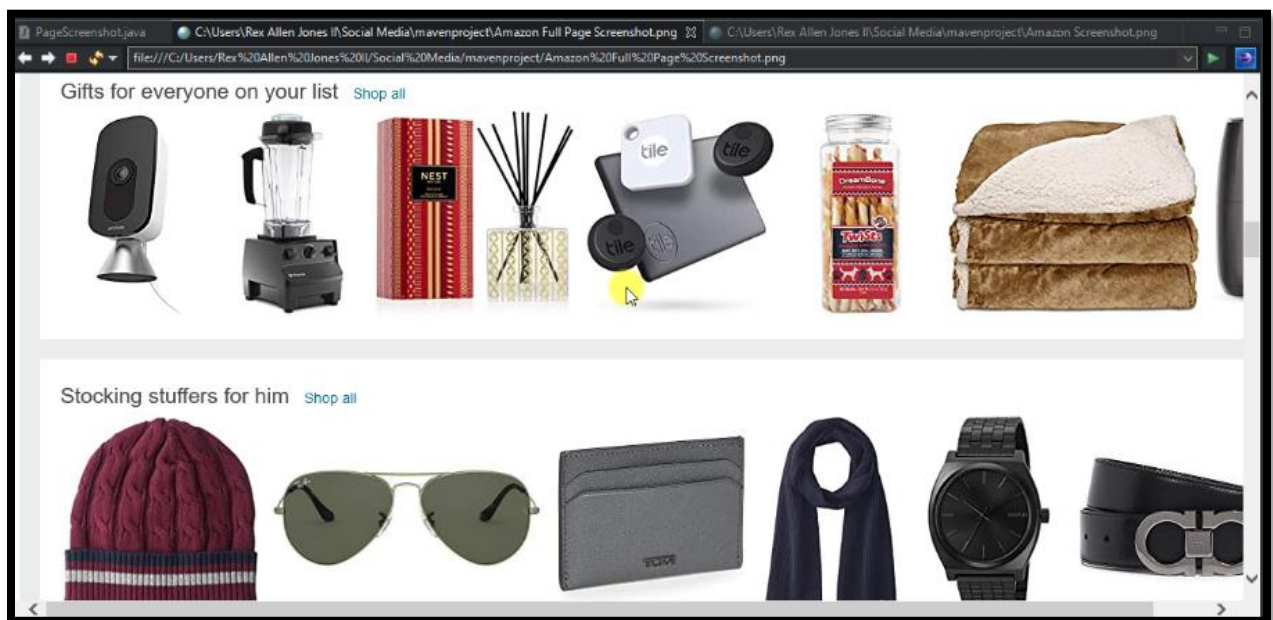 PageScreenshot.java C:\Users\Rex Allen Jones II\Social Media\mavenproject\Amazon Full Page Screenshot.png C:\Users\Rex Allen Jones II\Social Media\mavenproject\Amazon Screenshot.png
file:///C:/Users/Rex%20Allen%20Jones%20II/Social%20Media/mavenproject/Amazon%20Full%20Page%20Screenshot.png
Gifts for everyone on your list Shop all
NEST
tile
tile
tile
DreamBone
Twists
Stocking stuffers for him Shop all
TUMI